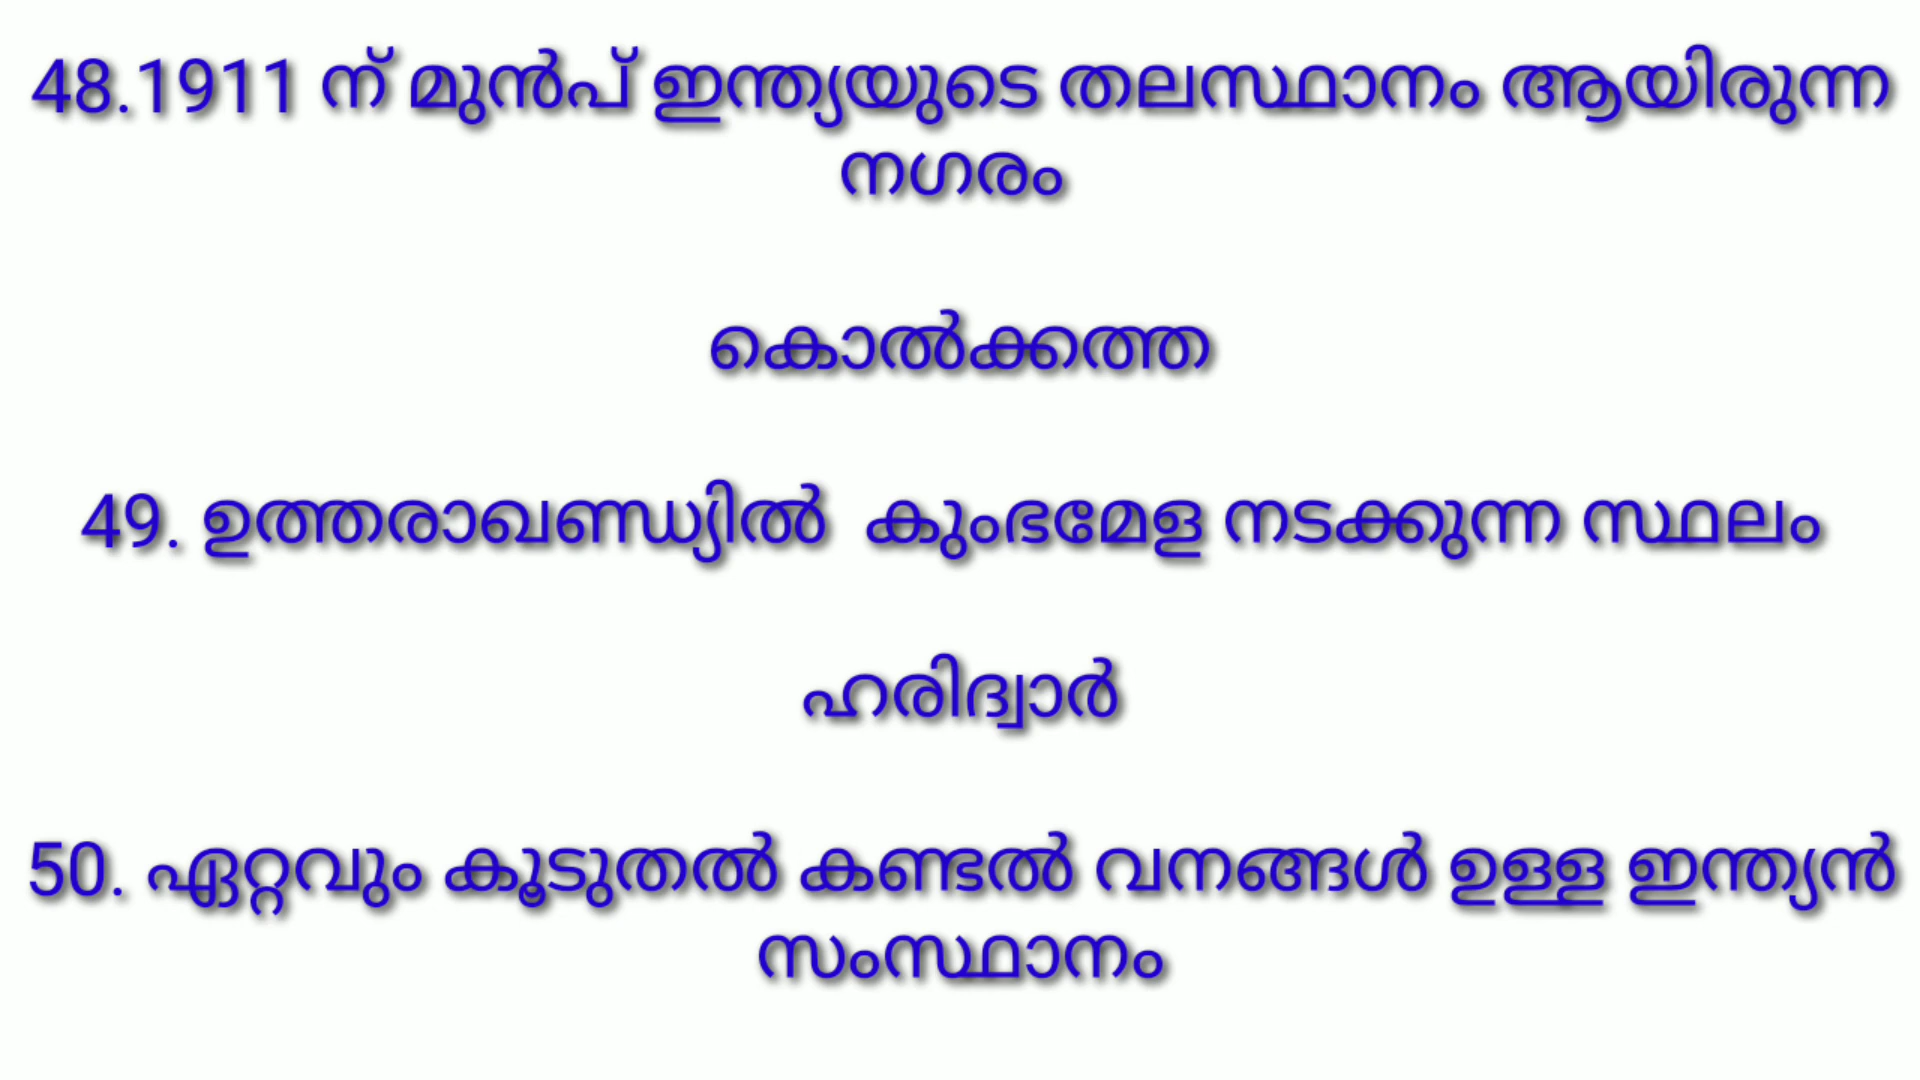 48.1911 ന് മുൻപ് ഇന്ത്യയുടെ തലസ്ഥാനം ആയിരുന്ന
നഗരം
കൊൽക്കത്ത
49. ഉത്തരാഖണ്ഡ്യിൽ കുംഭമേള നടക്കുന്ന സ്ഥലം
ഹരിദ്വാർ
50. ഏറ്റവും കൂടുതൽ കണ്ടൽ വനങ്ങൾ ഉള്ള ഇന്ത്യൻ
സംസ്ഥാനം